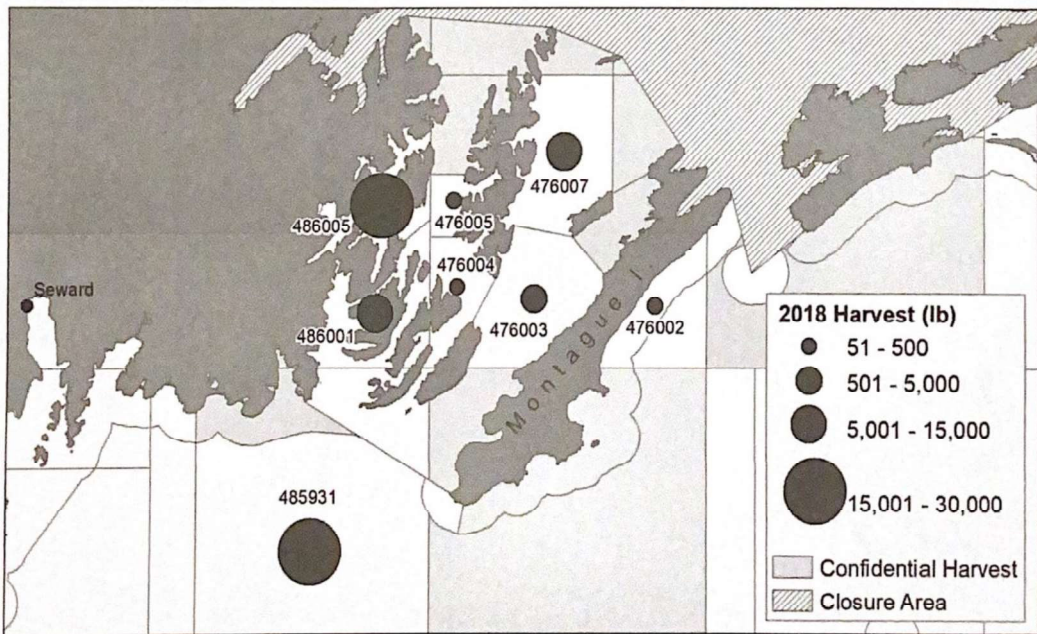 476007
486005
476005
476004
Seward
486001
476003
476002
Montague I.
485931
2018 Harvest (lb)
51 - 500
501 - 5,000
5,001 - 15,000
15,001 - 30,000
Confidential Harvest
Closure Area